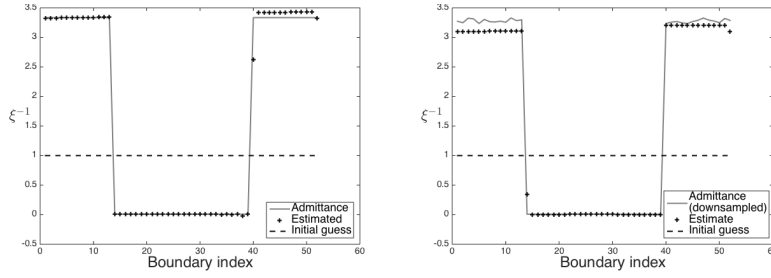 3.5
3
2.5
2
ξ⁻¹
1.5
1
0.5
0
-0.5
0
10
20
30
40
50
60
Boundary index
Admittance
Estimated
Initial guess
3.5
3
2.5
2
ξ⁻¹
1.5
1
0.5
0
-0.5
0
10
20
30
40
50
60
Boundary index
Admittance
(downsampled)
Estimate
Initial guess